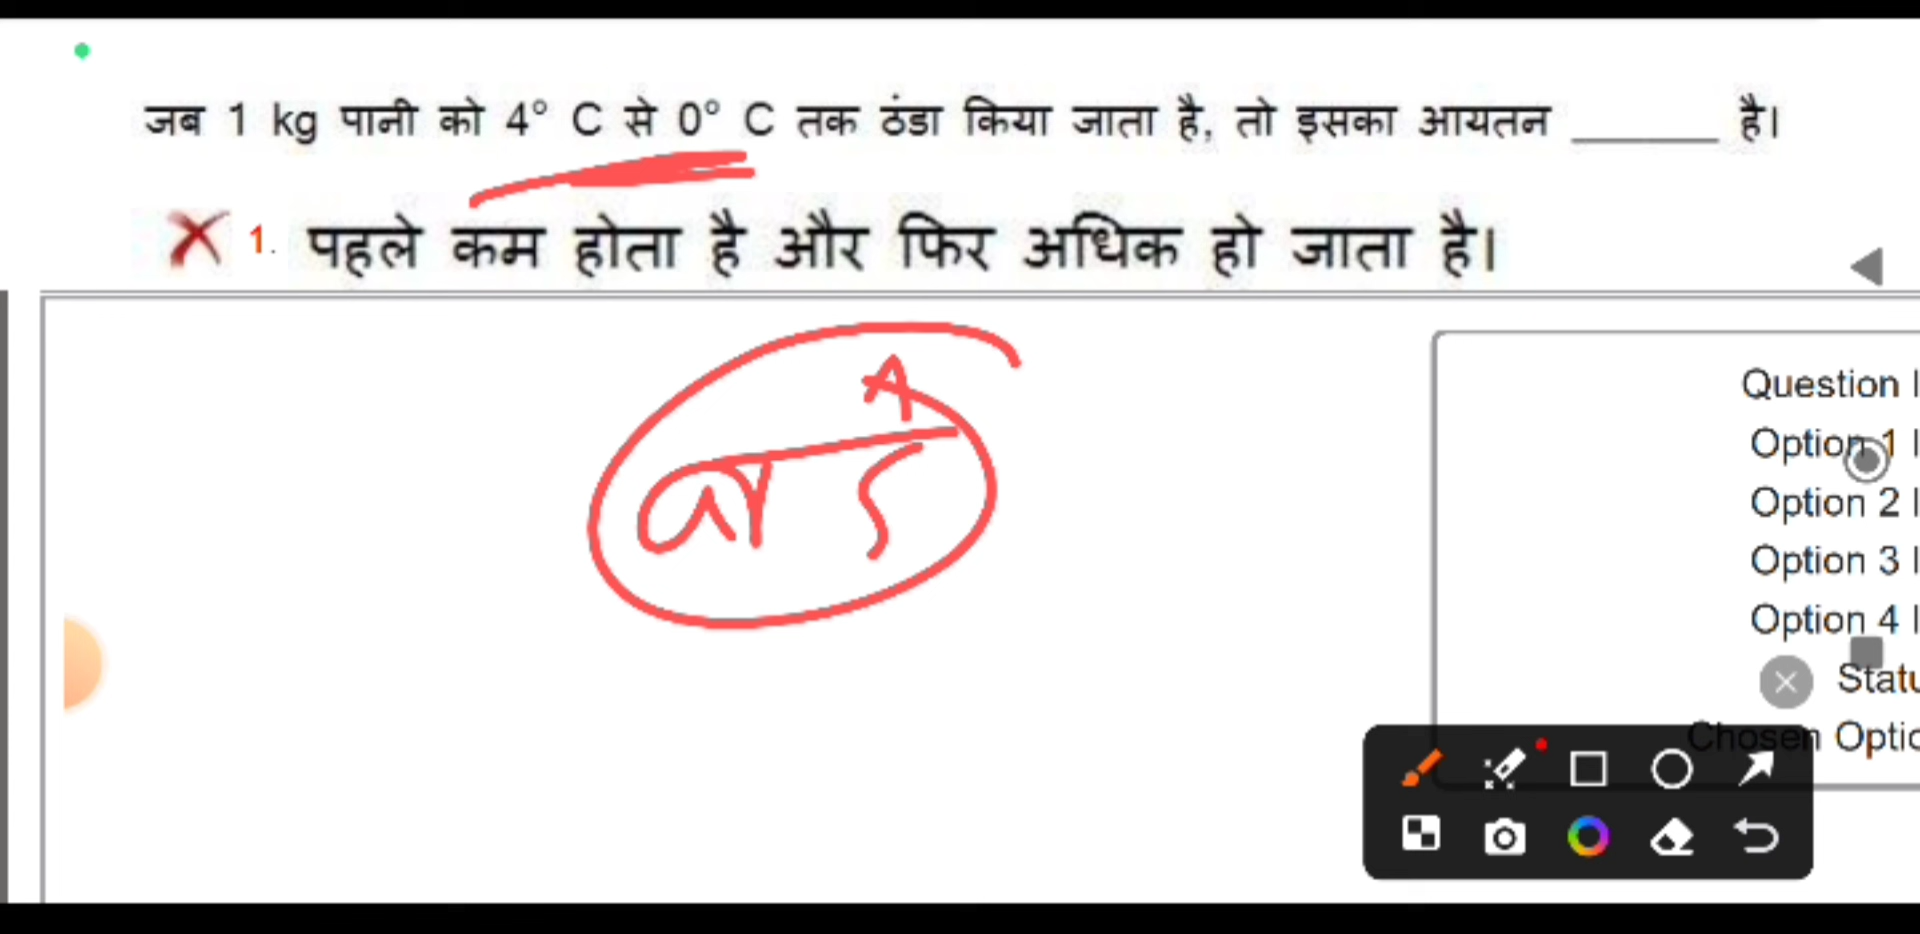 जब 1 kg पानी को 4° C से 0° C तक ठंडा किया जाता है, तो इसका आयतन ______ है।
1. पहले कम होता है और फिर अधिक हो जाता है।
A
Question I
Option 1 I
Option 2 I
Option 3 I
Option 4 I
Statu
Chosen Optio